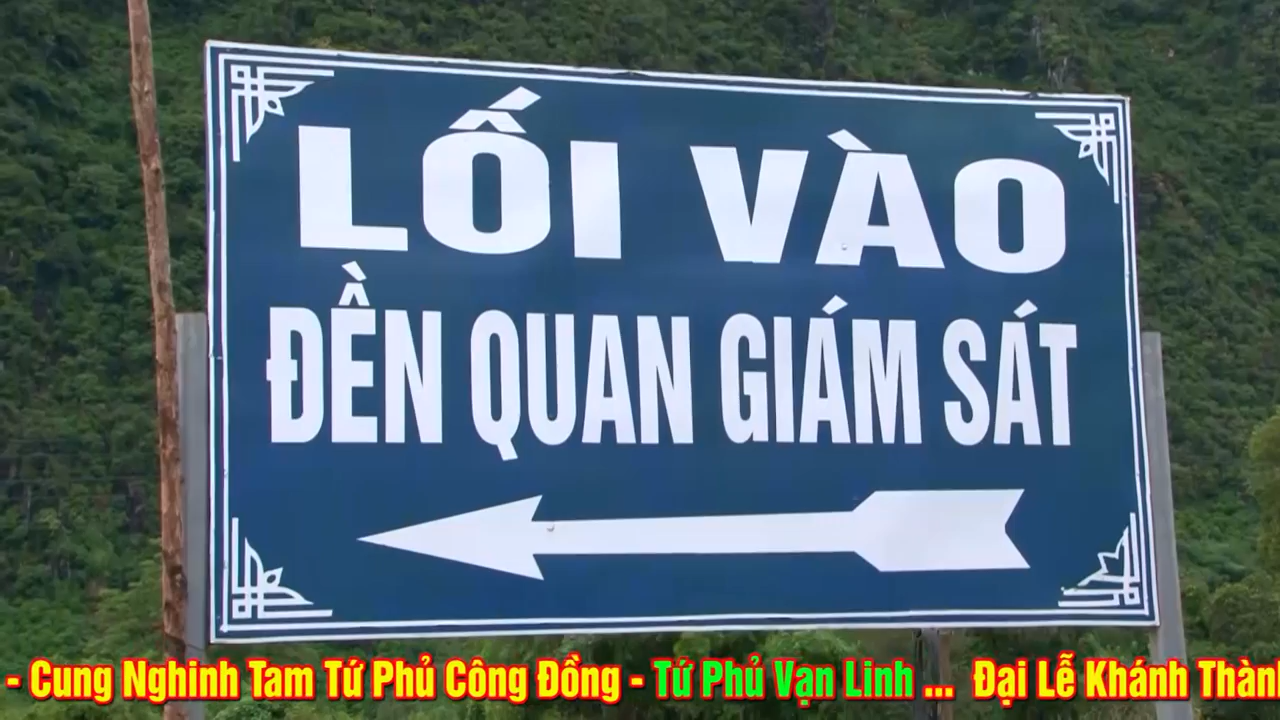 LỐI VÀO
ĐỀN QUAN GIÁM SÁT
- Cung Nghinh Tam Tứ Phủ Công Đồng - Tứ Phủ Vạn Linh ... Đại Lễ Khánh Thành